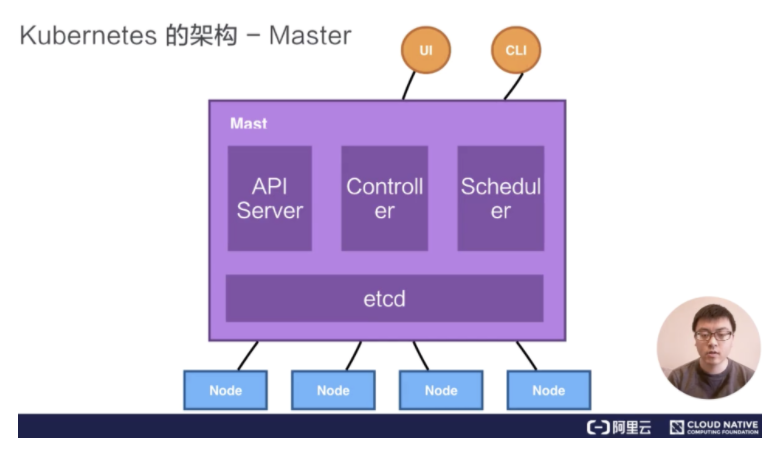 Kubernetes 的架构 – Master
UI
CLI
Mast
API
Server
Controll
er
Schedul
er
etcd
Node
Node
Node
Node
阿里云
CLOUD NATIVE
COMPUTING FOUNDATION